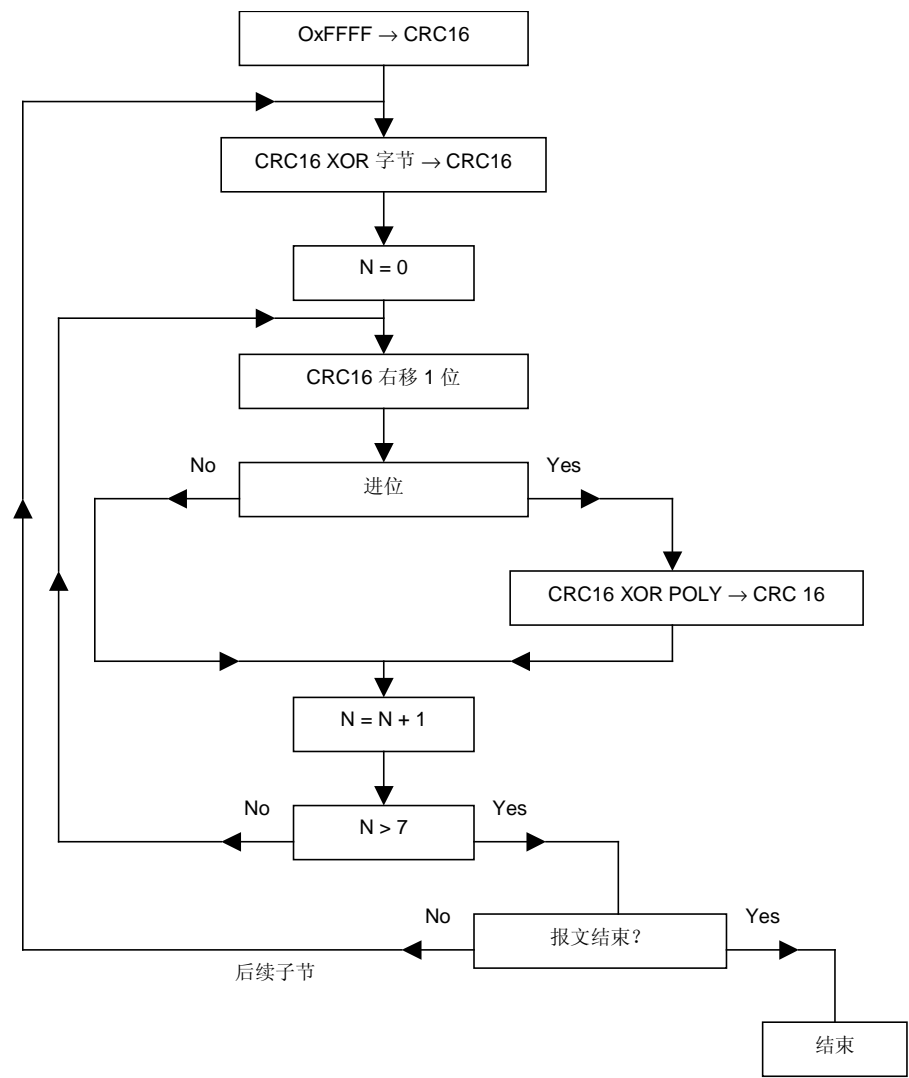 OxFFFF → CRC16
CRC16 XOR 字节 → CRC16
N = 0
CRC16 右移 1 位
No
Yes
进位
CRC16 XOR POLY → CRC 16
N = N + 1
No
Yes
N > 7
No
Yes
报文结束？
后续子节
结束